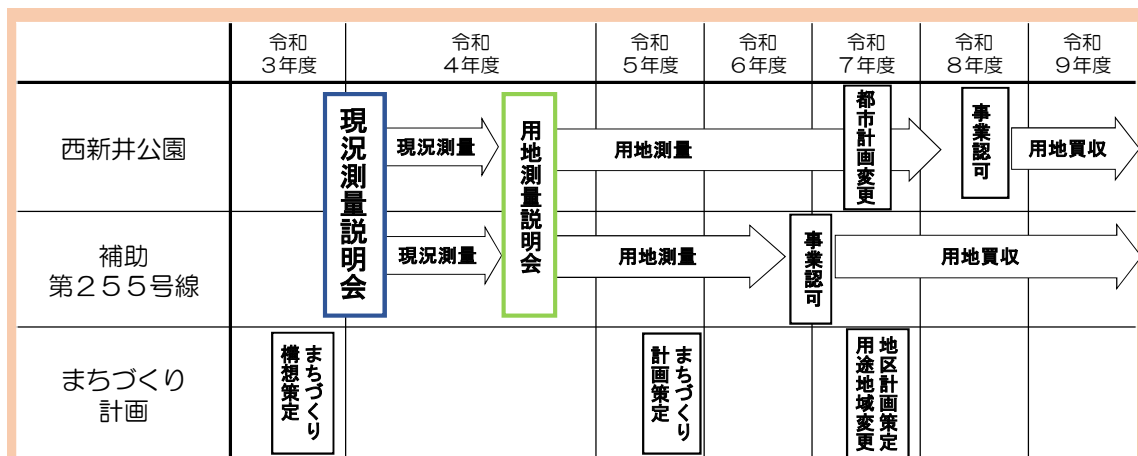 令和
３年度
令和
４年度
令和
５年度
令和
６年度
令和
７年度
令和
８年度
令和
９年度
西新井公園
現況測量説明会
現況測量
用地測量説明会
用地測量
都市計画変更
事業認可
用地買収
補助
第２５５号線
現況測量
用地測量
事業認可
用地買収
まちづくり
計画
まちづくり
構想策定
まちづくり
計画策定
地区計画策定
用途地域変更